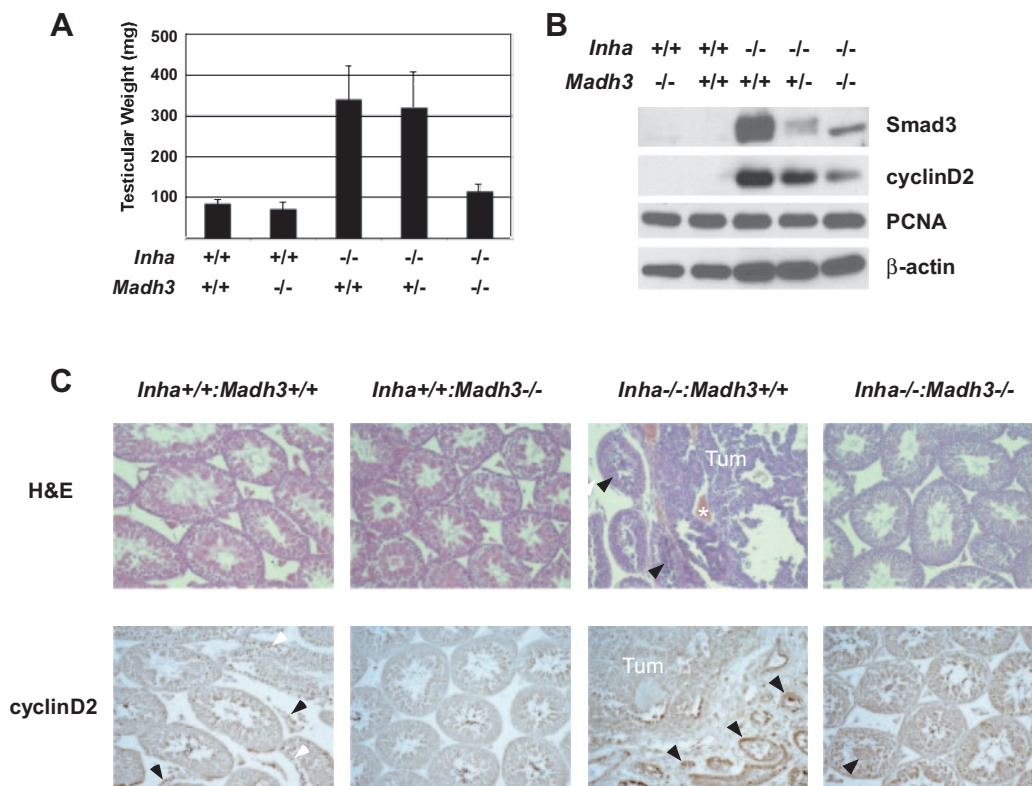 A
Testicular Weight (mg)
500
400
300
200
100
Inha +/+ +/+ -/- -/- -/-
Madh3 +/+ -/- +/+ +/- -/-
B
Inha +/+ +/+ -/- -/- -/-
Madh3 -/- +/+ +/+ +/- -/-
Smad3
cyclinD2
PCNA
β-actin
C
Inha+/+:Madh3+/+ Inha+/+:Madh3-/- Inha-/-:Madh3+/+ Inha-/-:Madh3-/-
H&E
Tum
*
cyclinD2
Tum